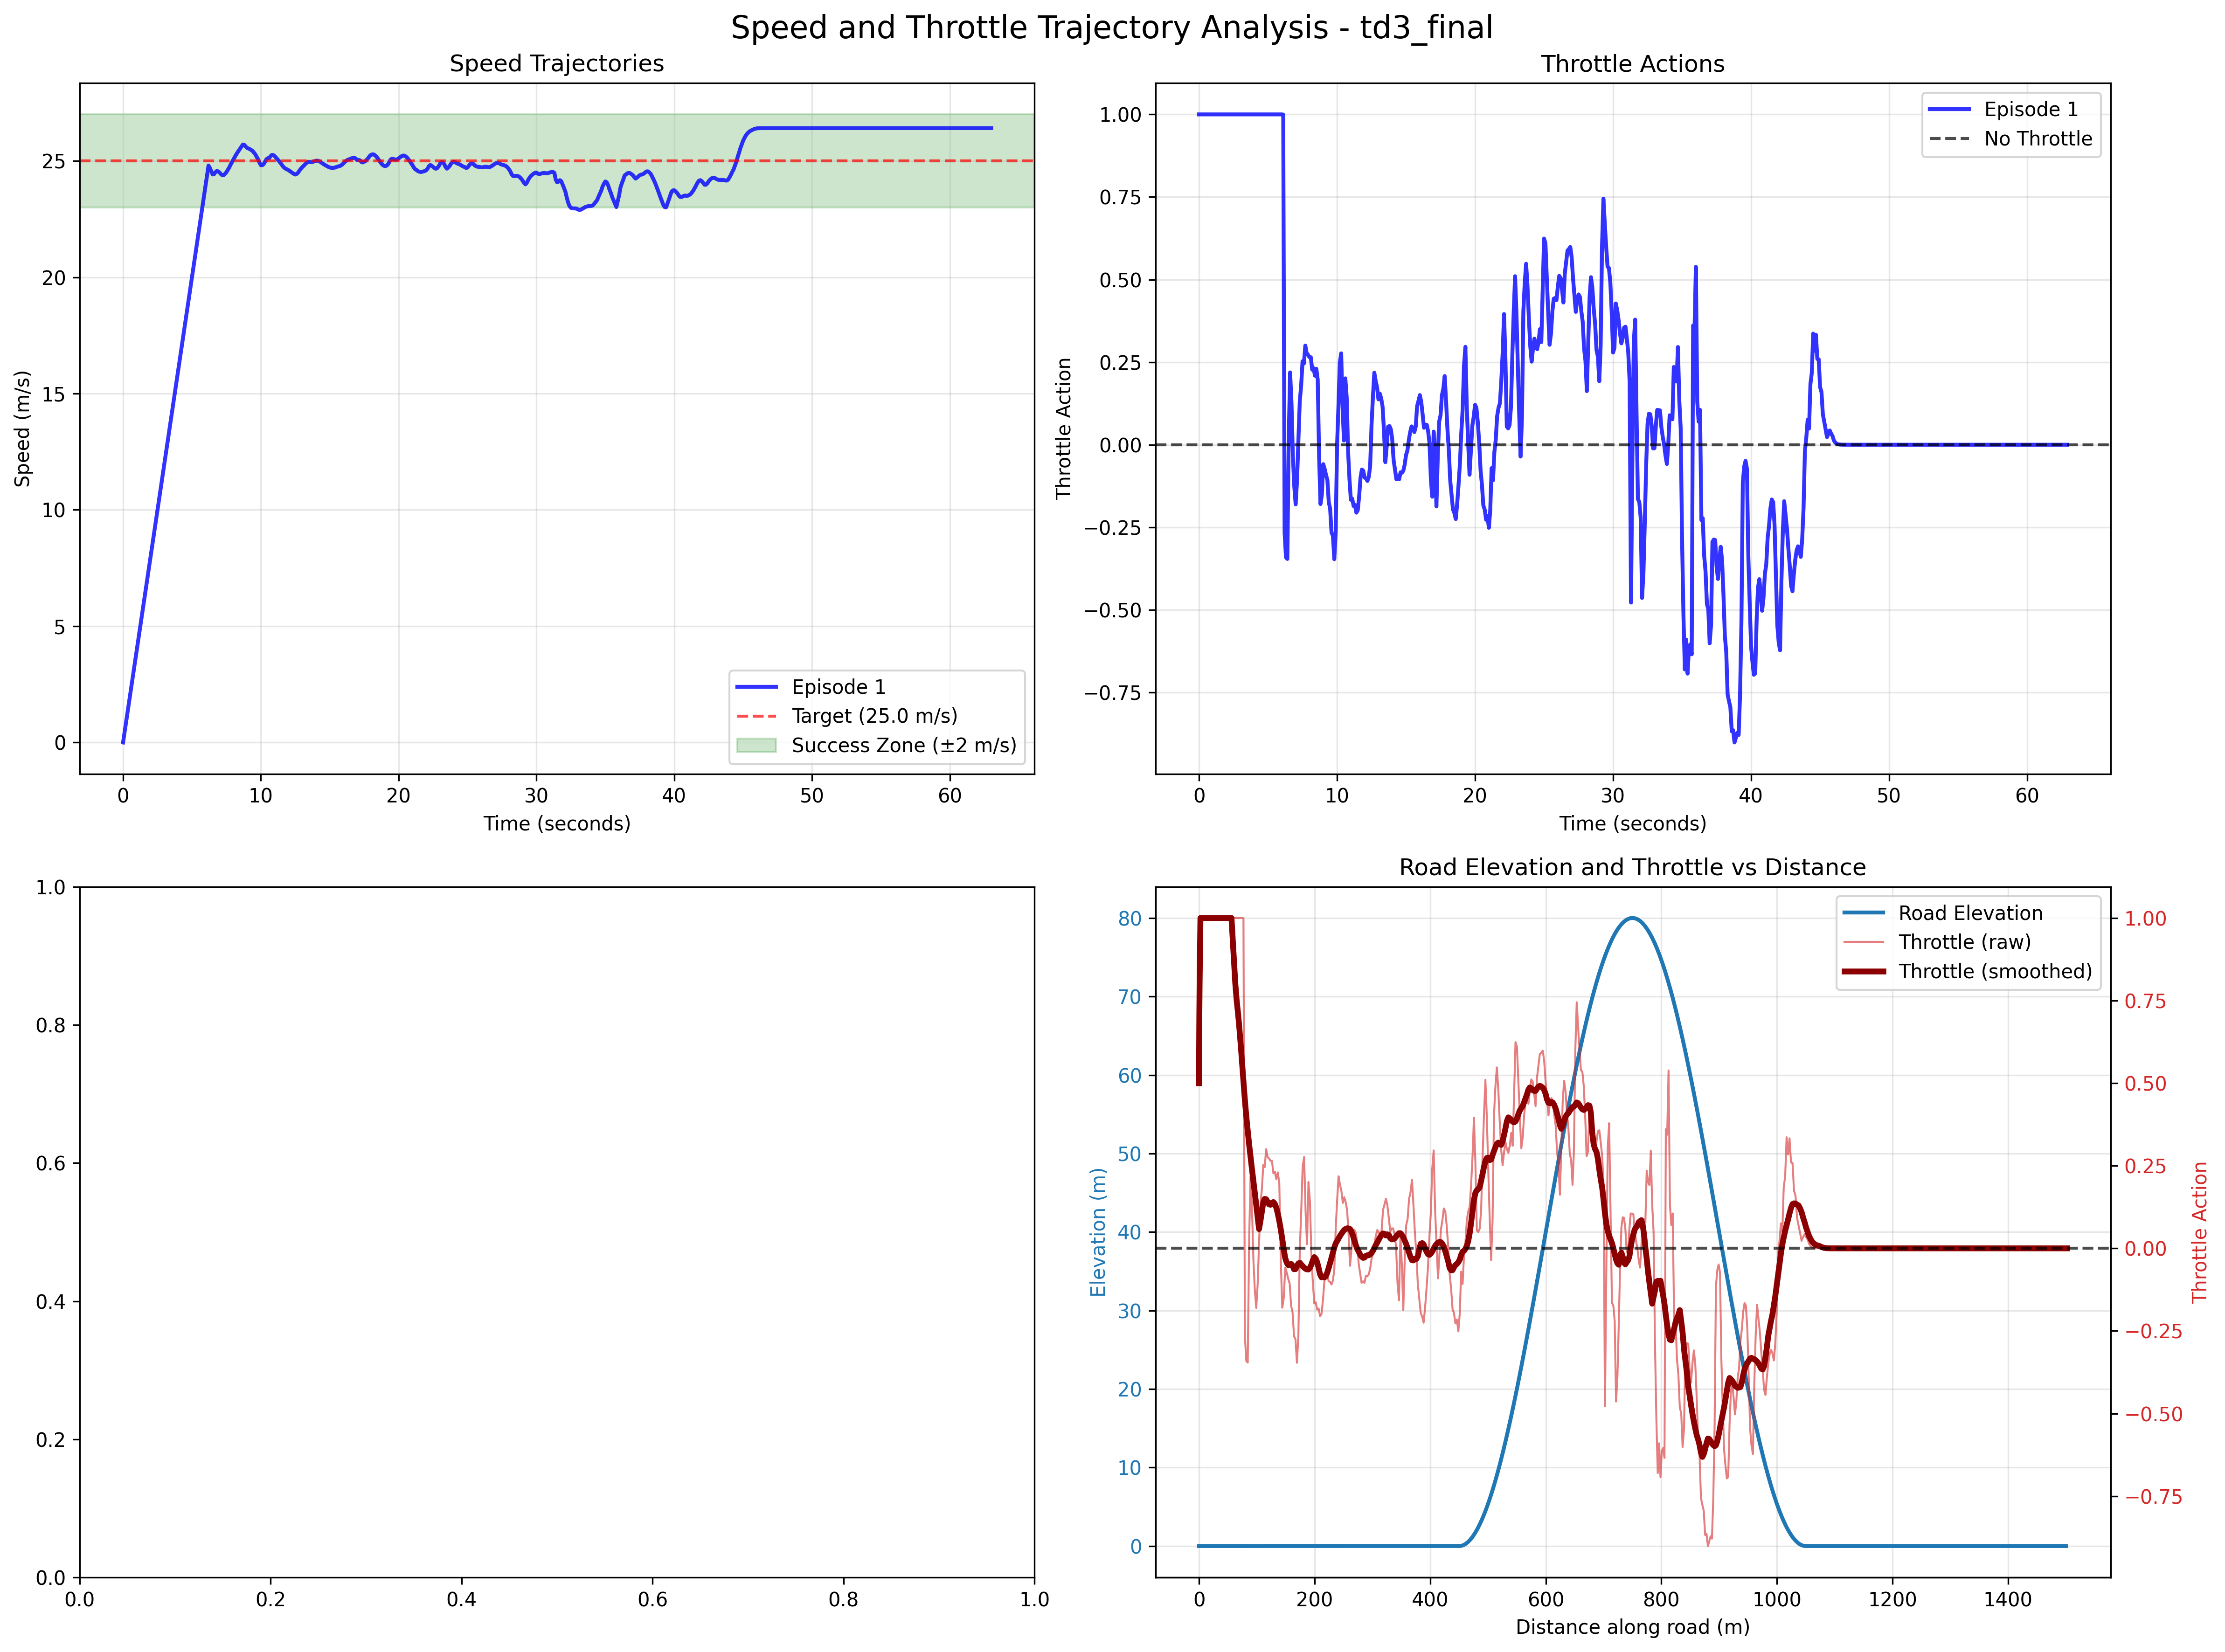 Speed and Throttle Trajectory Analysis - td3_final
Speed Trajectories
Speed (m/s)
25
20
15
10
5
0
0 10 20 30 40 50 60
Time (seconds)
Episode 1
Target (25.0 m/s)
Success Zone (±2 m/s)
Throttle Actions
Throttle Action
1.00
0.75
0.50
0.25
0.00
−0.25
−0.50
−0.75
0 10 20 30 40 50 60
Time (seconds)
Episode 1
No Throttle
1.0
0.8
0.6
0.4
0.2
0.0
0.0 0.2 0.4 0.6 0.8 1.0
Road Elevation and Throttle vs Distance
Elevation (m)
80
70
60
50
40
30
20
10
0
0 200 400 600 800 1000 1200 1400
Distance along road (m)
Road Elevation
Throttle (raw)
Throttle (smoothed)
1.00
0.75
0.50
0.25
0.00
−0.25
−0.50
−0.75
Throttle Action